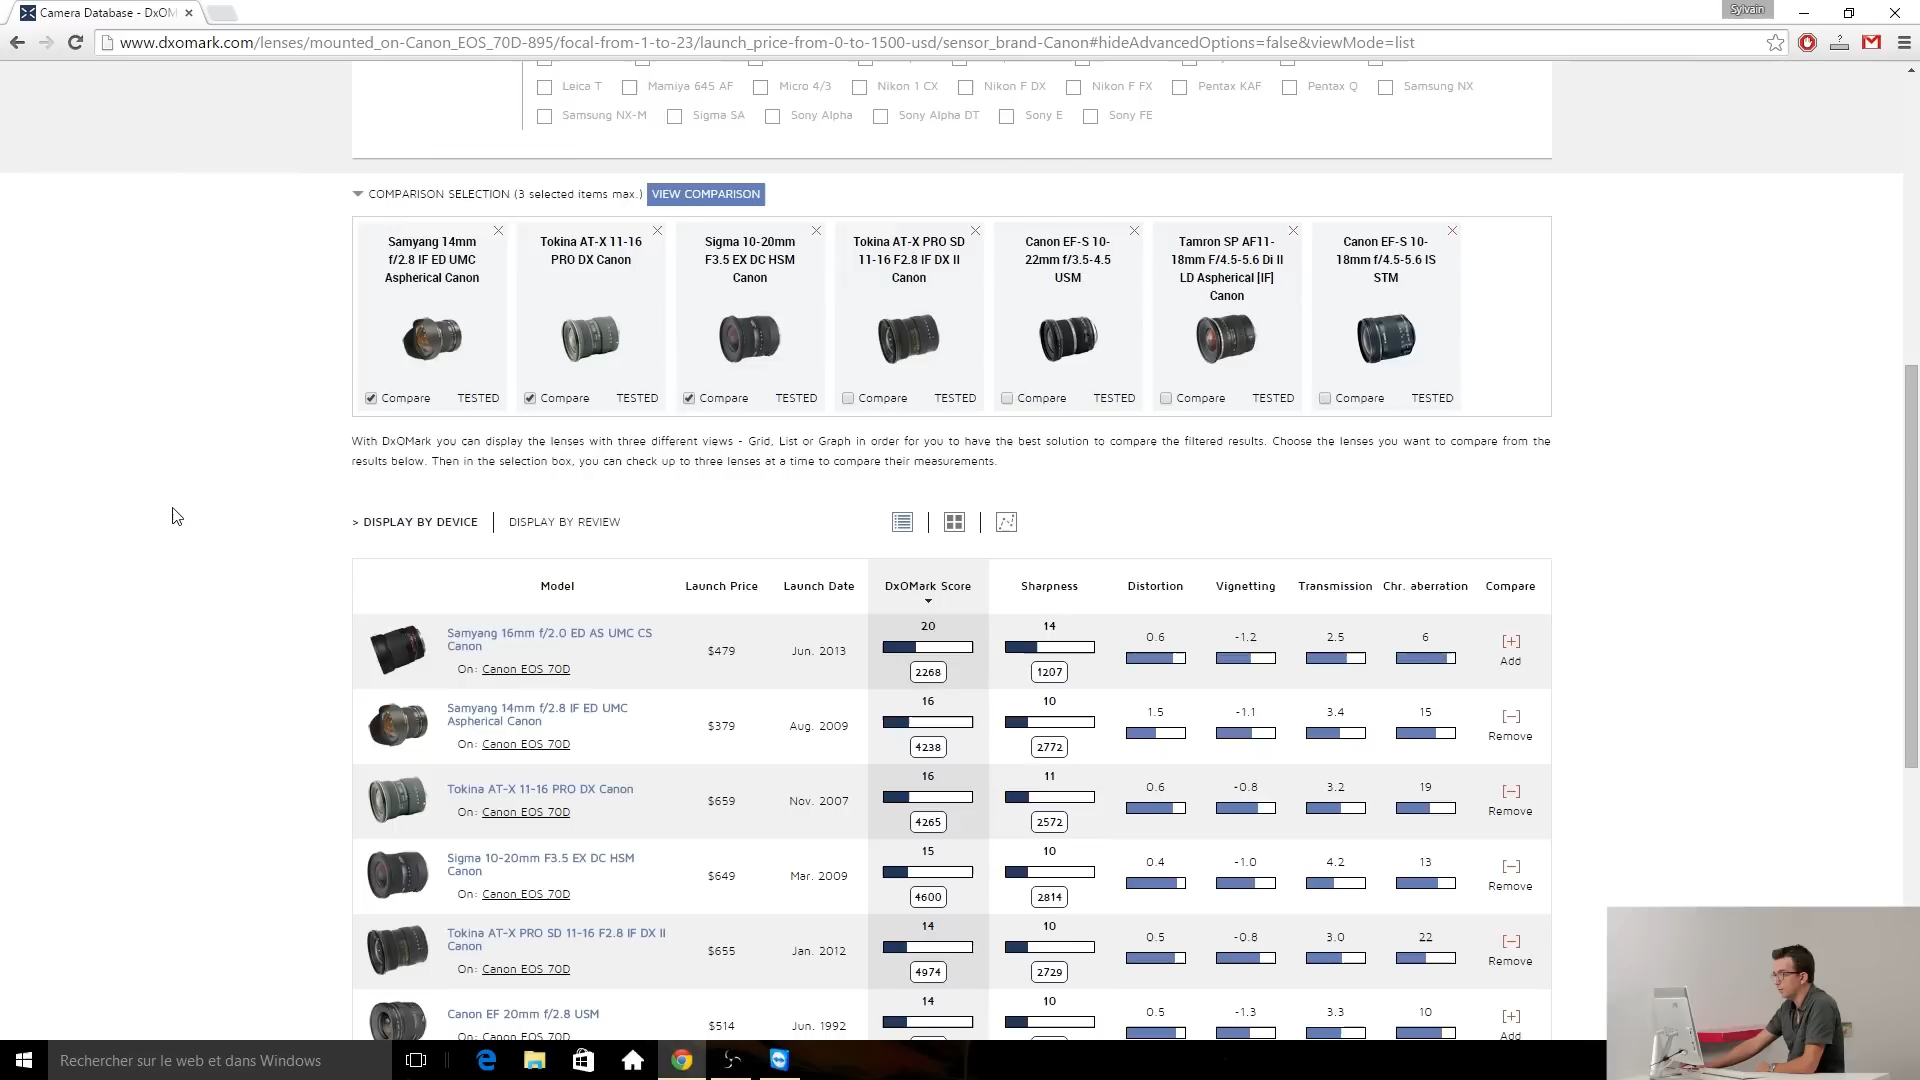 Camera Database - DxOM
Sylvain
www.dxomark.com/lenses/mounted_on-Canon_EOS_70D-895/focal-from-1-to-23/launch_price-from-0-to-1500-usd/sensor_brand-Canon#hideAdvancedOptions=false&viewMode=list
Leica T Mamiya 645 AF Micro 4/3 Nikon 1 CX Nikon F DX Nikon F FX Pentax KAF Pentax Q Samsung NX
Samsung NX-M Sigma SA Sony Alpha Sony Alpha DT Sony E Sony FE
COMPARISON SELECTION (3 selected items max.) VIEW COMPARISON
Samyang 14mm
f/2.8 IF ED UMC
Aspherical Canon
Compare TESTED
Tokina AT-X 11-16
PRO DX Canon
Compare TESTED
Sigma 10-20mm
F3.5 EX DC HSM
Canon
Compare TESTED
Tokina AT-X PRO SD
11-16 F2.8 IF DX II
Canon
Compare TESTED
Canon EF-S 10-
22mm f/3.5-4.5
USM
Compare TESTED
Tamron SP AF11-
18mm F/4.5-5.6 Di II
LD Aspherical [IF]
Canon
Compare TESTED
Canon EF-S 10-
18mm f/4.5-5.6 IS
STM
Compare TESTED
With DxOMark you can display the lenses with three different views - Grid, List or Graph in order for you to have the best solution to compare the filtered results. Choose the lenses you want to compare from the
results below. Then in the selection box, you can check up to three lenses at a time to compare their measurements.
> DISPLAY BY DEVICE DISPLAY BY REVIEW
Model Launch Price Launch Date DxOMark Score Sharpness Distortion Vignetting Transmission Chr. aberration Compare
Samyang 16mm f/2.0 ED AS UMC CS
Canon
On: Canon EOS 70D
$479 Jun. 2013 20 2268 14 1207 0.6 -1.2 2.5 6 [+] Add
Samyang 14mm f/2.8 IF ED UMC
Aspherical Canon
On: Canon EOS 70D
$379 Aug. 2009 16 4238 10 2772 1.5 -1.1 3.4 15 [-] Remove
Tokina AT-X 11-16 PRO DX Canon
On: Canon EOS 70D
$659 Nov. 2007 16 4265 11 2572 0.6 -0.8 3.2 19 [-] Remove
Sigma 10-20mm F3.5 EX DC HSM
Canon
On: Canon EOS 70D
$649 Mar. 2009 15 4600 10 2814 0.4 -1.0 4.2 13 [-] Remove
Tokina AT-X PRO SD 11-16 F2.8 IF DX II
Canon
On: Canon EOS 70D
$655 Jan. 2012 14 4974 10 2729 0.5 -0.8 3.0 22 [-] Remove
Canon EF 20mm f/2.8 USM
On: Canon EOS 70D
$514 Jun. 1992 14 10 0.5 -1.3 3.3 10 [+] Add
Rechercher sur le web et dans Windows